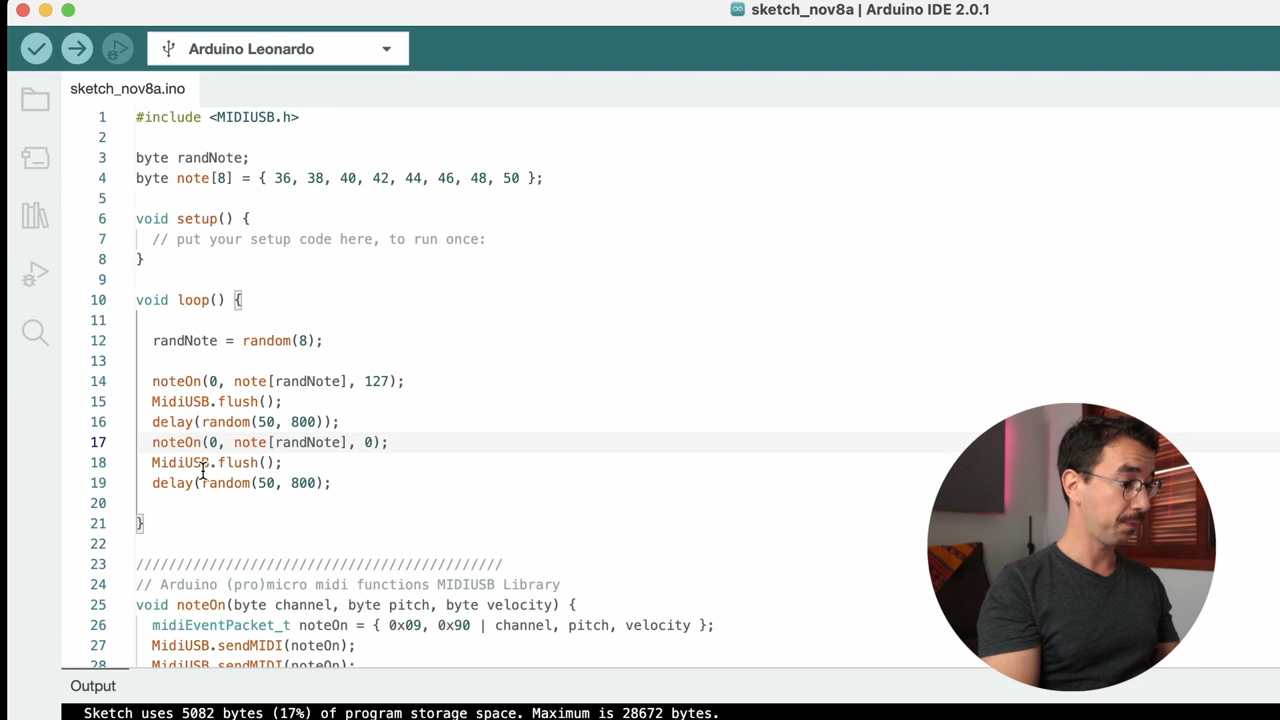 sketch_nov8a | Arduino IDE 2.0.1
Arduino Leonardo
sketch_nov8a.ino
1 #include <MIDIUSB.h>
2
3 byte randNote;
4 byte note[8] = { 36, 38, 40, 42, 44, 46, 48, 50 };
5
6 void setup() {
7 // put your setup code here, to run once:
8 }
9
10 void loop() {
11
12 randNote = random(8);
13
14 noteOn(0, note[randNote], 127);
15 MidiUSB.flush();
16 delay(random(50, 800));
17 noteOn(0, note[randNote], 0);
18 MidiUSB.flush();
19 delay(random(50, 800);
20
21 }
22
23 /////////////////////////////////////////////
24 // Arduino (pro)micro midi functions MIDIUSB Library
25 void noteOn(byte channel, byte pitch, byte velocity) {
26 midiEventPacket_t noteOn = { 0x09, 0x90 | channel, pitch, velocity };
27 MidiUSB.sendMIDI(noteOn);
28 MidiUSB.sendMIDI(noteOn);
Output
Sketch uses 5082 bytes (17%) of program storage space. Maximum is 28672 bytes.